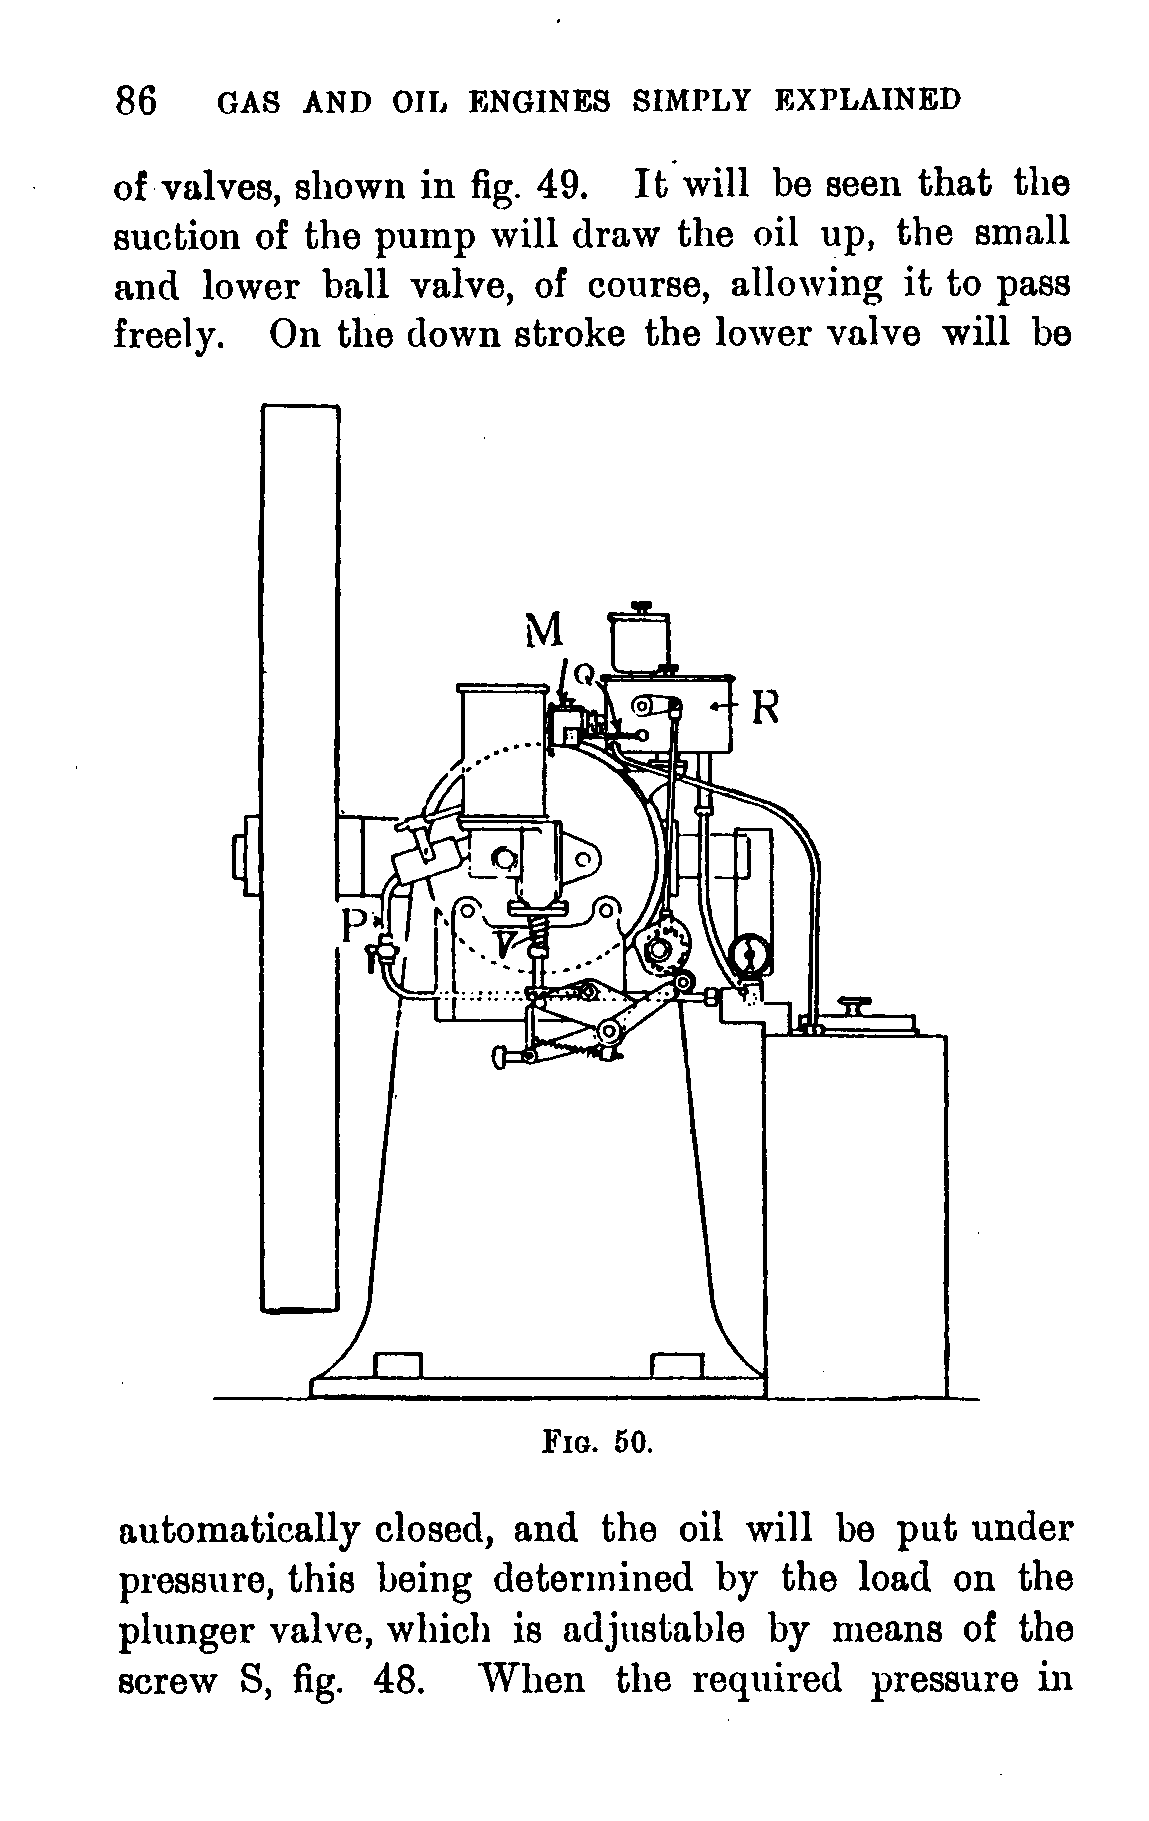 86 GAS AND OIL ENGINES SIMPLY EXPLAINED
of valves, shown in fig. 49. It will be seen that the
suction of the pump will draw the oil up, the small
and lower ball valve, of course, allowing it to pass
freely. On the down stroke the lower valve will be
M
Q
R
P
V
FIG. 50.
automatically closed, and the oil will be put under
pressure, this being determined by the load on the
plunger valve, which is adjustable by means of the
screw S, fig. 48. When the required pressure in